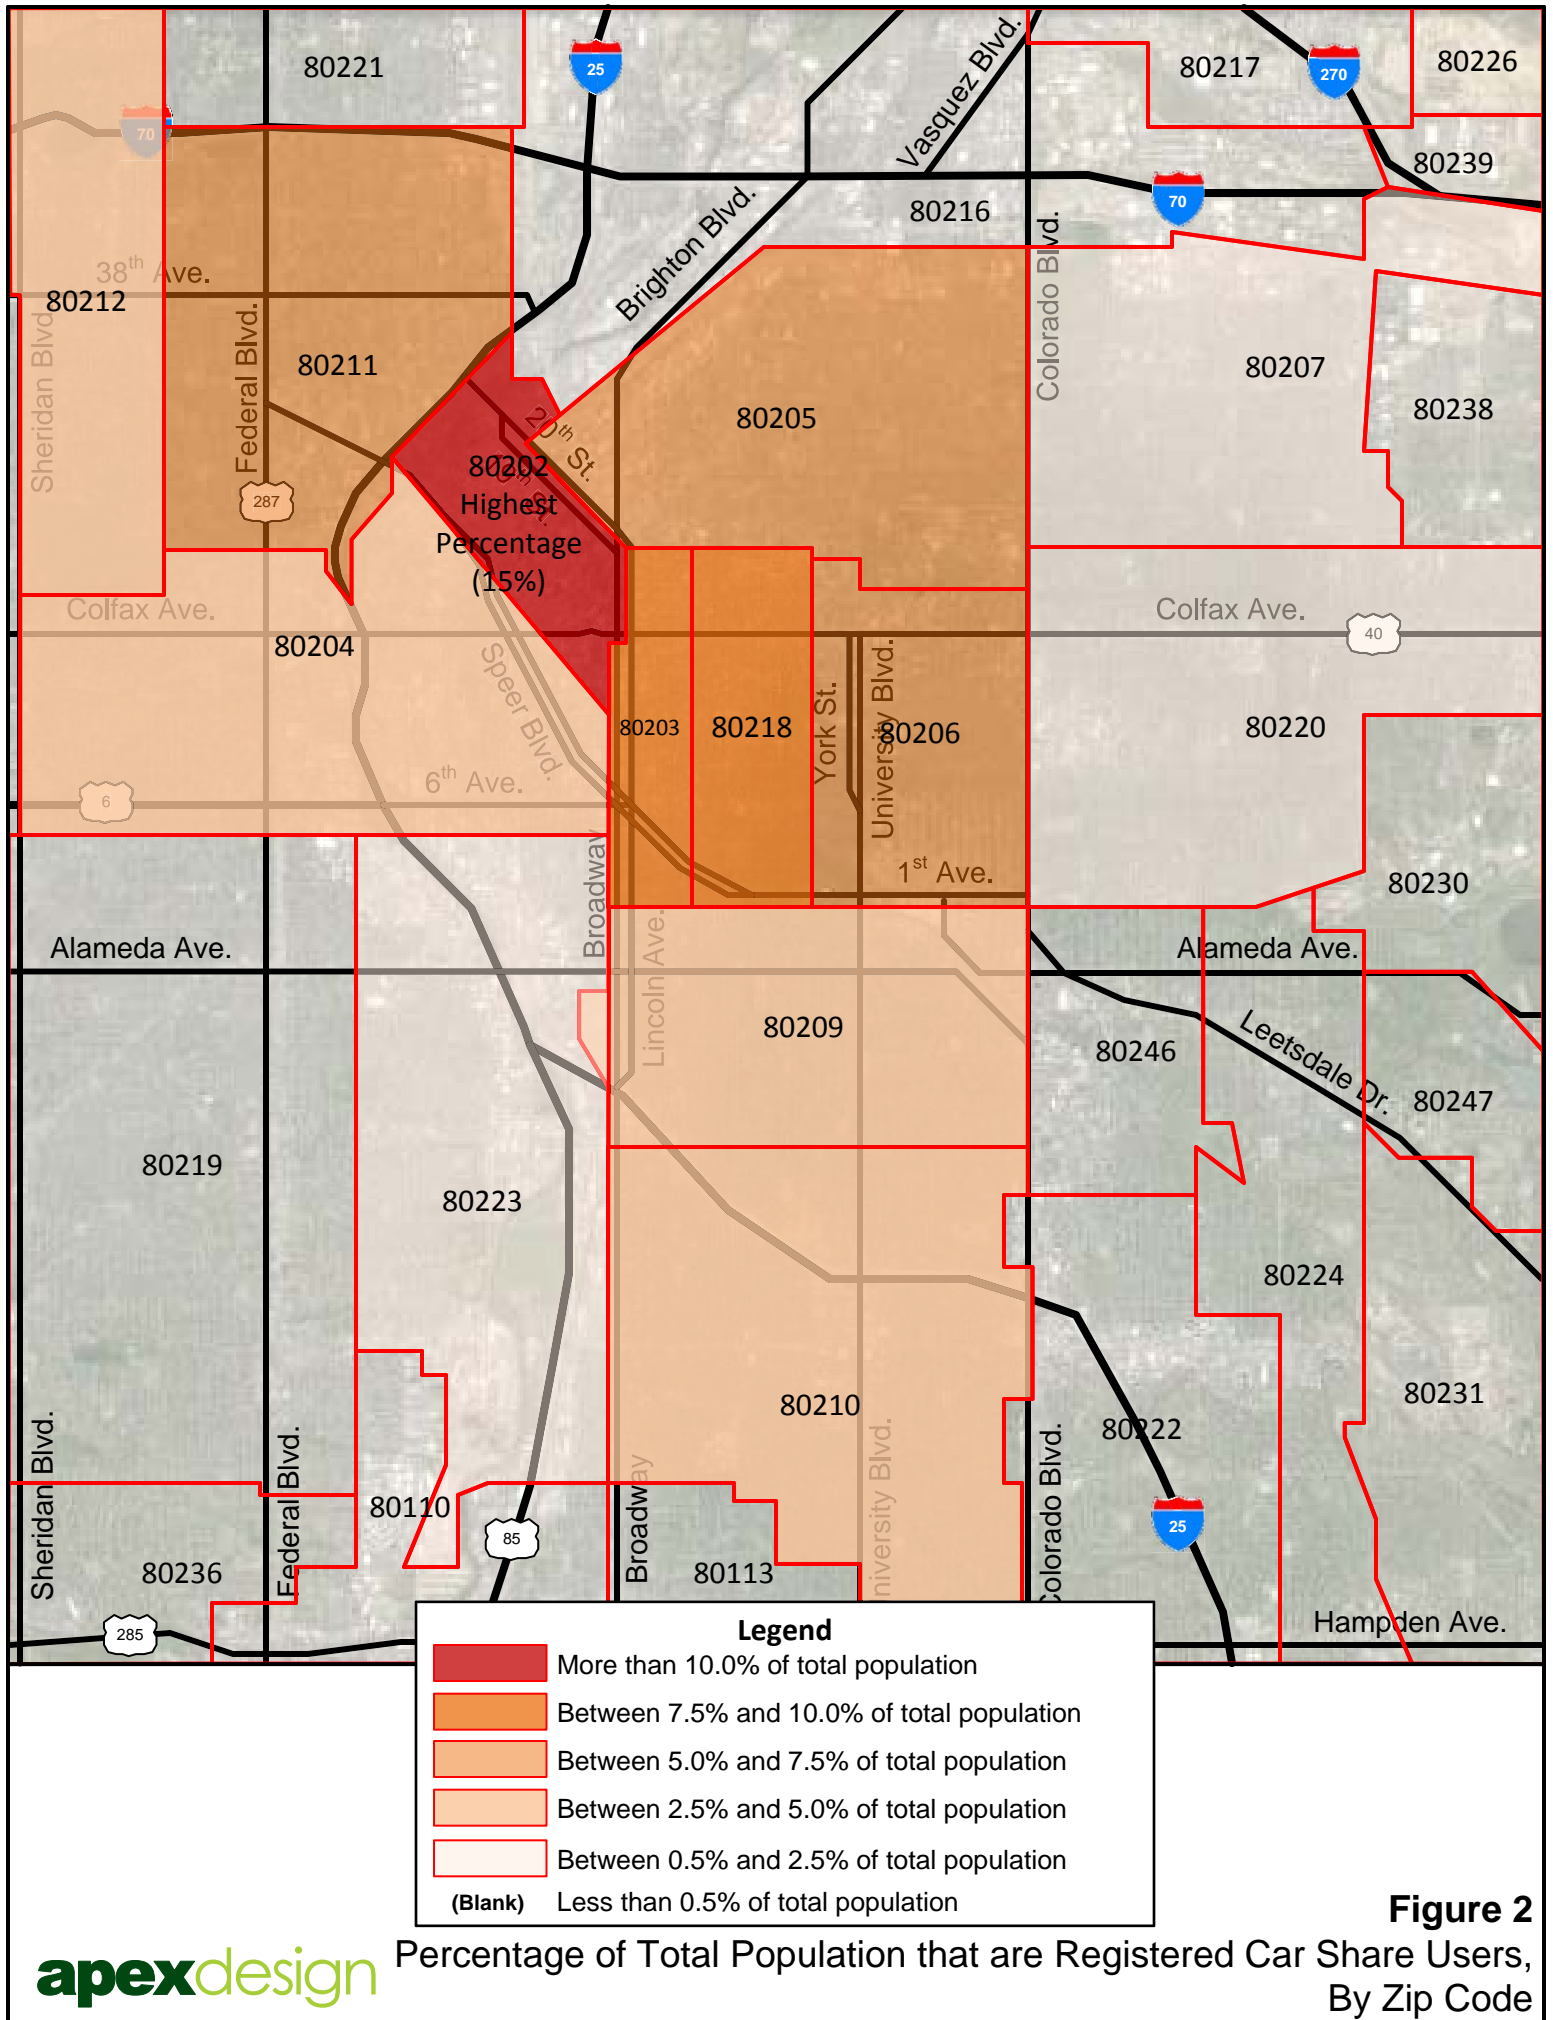 80221
25
Vasquez Blvd.
80217
270
80226
70
80239
80216
70
Brighton Blvd.
38th Ave.
80212
Sheridan Blvd.
Federal Blvd.
80211
Colorado Blvd.
80207
80205
80238
20th St.
80202
Highest
Percentage
(15%)
St.
287
Colfax Ave.
80204
Colfax Ave.
40
Speer Blvd.
80203
80218
York St.
University Blvd.
80206
80220
6th Ave.
6
1st Ave.
80230
Broadway
Lincoln Ave.
Alameda Ave.
Alameda Ave.
80209
80246
Leetsdale Dr.
80247
80219
80223
80224
80210
80231
80222
Sheridan Blvd.
Federal Blvd.
80110
Broadway
University Blvd.
Colorado Blvd.
25
85
80236
80113
285
Hampden Ave.
Legend
More than 10.0% of total population
Between 7.5% and 10.0% of total population
Between 5.0% and 7.5% of total population
Between 2.5% and 5.0% of total population
Between 0.5% and 2.5% of total population
(Blank) Less than 0.5% of total population
Figure 2
apexdesign
Percentage of Total Population that are Registered Car Share Users,
By Zip Code